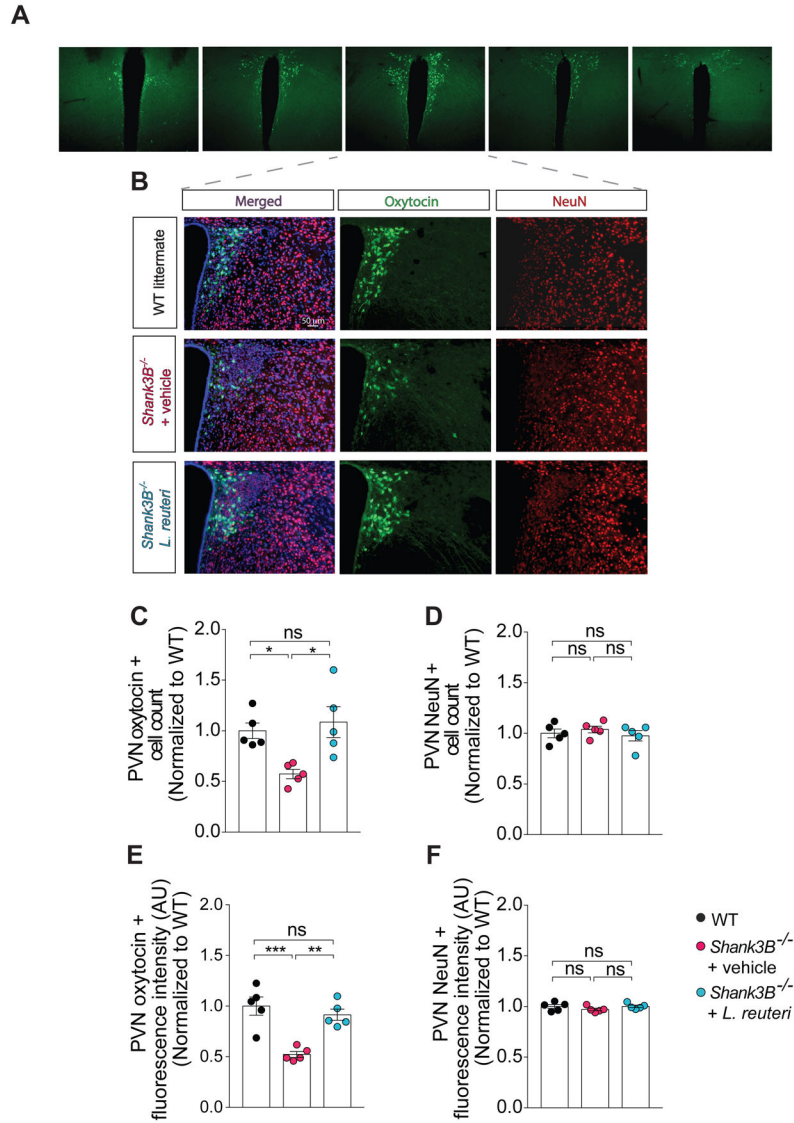 A
B
Merged
Oxytocin
NeuN
WT littermate
50 µm
Shank3B-/-
+ vehicle
Shank3B-/-
L. reuteri
C
PVN oxytocin +
cell count
(Normalized to WT)
2.0
1.5
1.0
0.5
0.0
ns
*
*
D
PVN NeuN +
cell count
(Normalized to WT)
2.0
1.5
1.0
0.5
0.0
ns
ns
ns
E
PVN oxytocin +
fluorescence intensity (AU)
(Normalized to WT)
2.0
1.5
1.0
0.5
0.0
ns
***
**
F
PVN NeuN +
fluorescence intensity (AU)
(Normalized to WT)
2.0
1.5
1.0
0.5
0.0
ns
ns
ns
WT
Shank3B-/-
+ vehicle
Shank3B-/-
+ L. reuteri